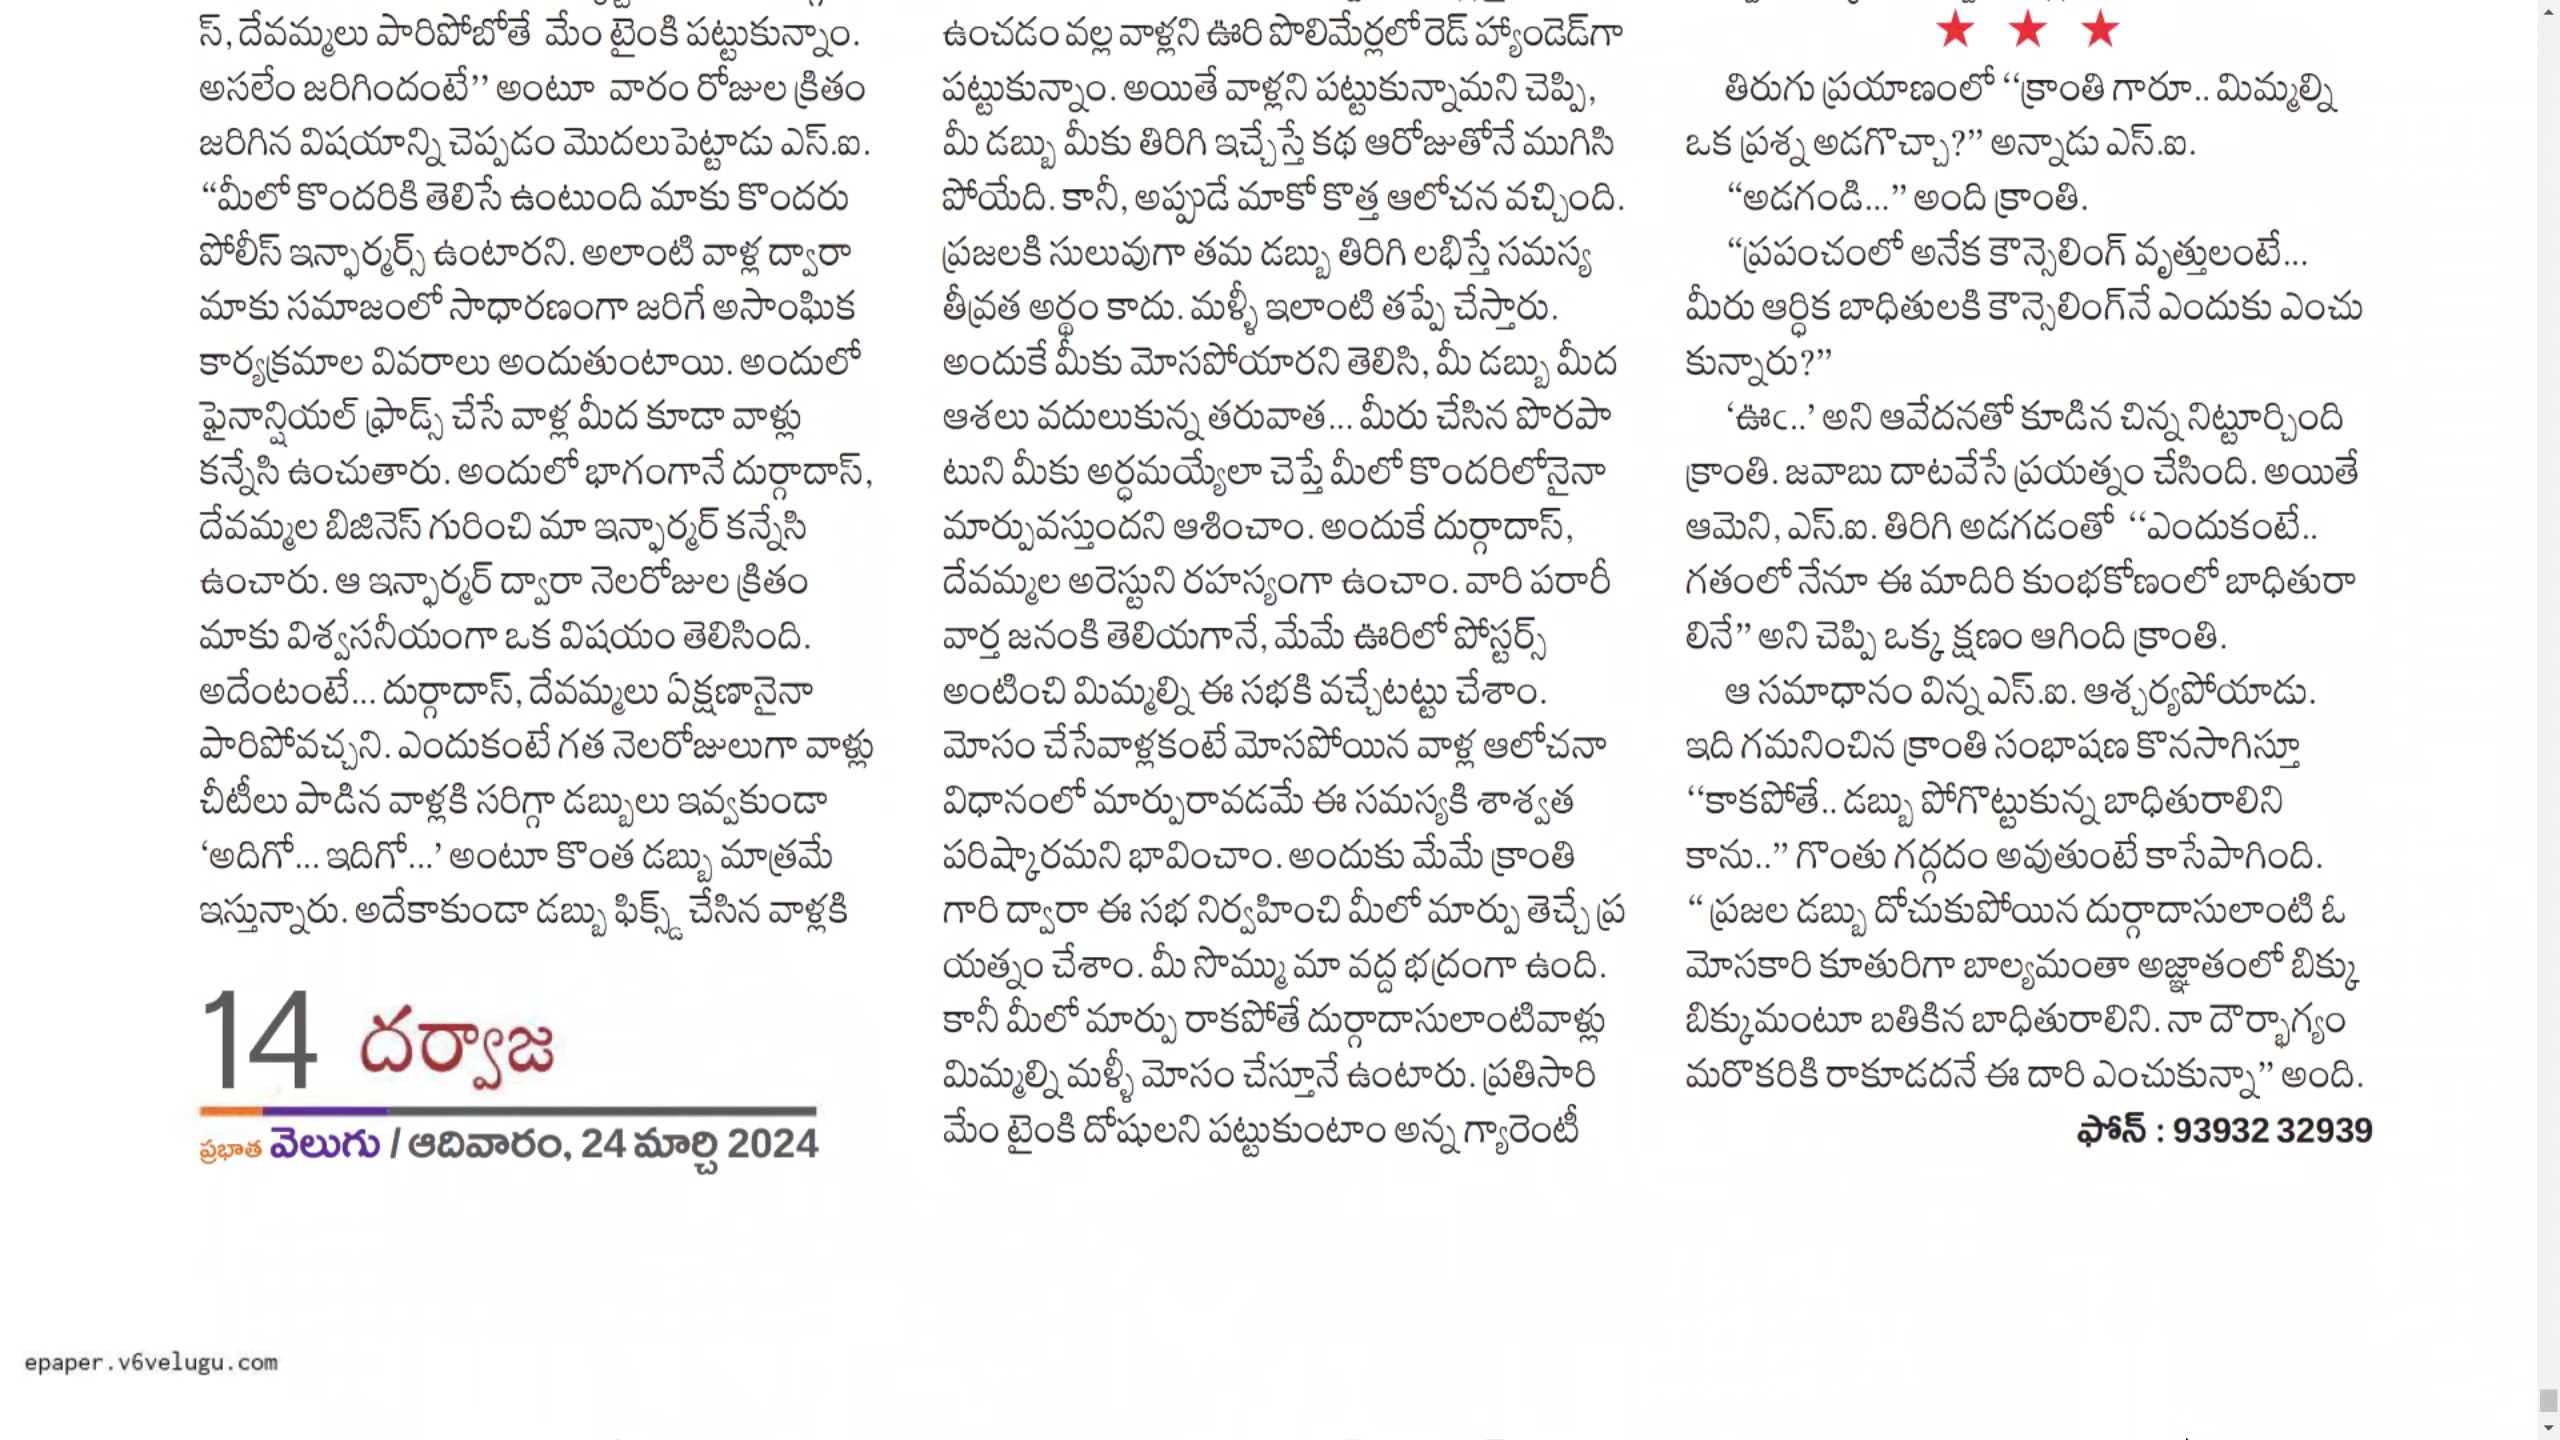 స్, దేవమ్మలు పారిపోబోతే మేం టైంకి పట్టుకున్నాం.
అసలేం జరిగిందంటే’’ అంటూ వారం రోజుల క్రితం
జరిగిన విషయాన్ని చెప్పడం మొదలుపెట్టాడు ఎస్.ఐ.
“మీలో కొందరికి తెలిసే ఉంటుంది మాకు కొందరు
పోలీస్ ఇన్ఫార్మర్స్ ఉంటారని. అలాంటి వాళ్ల ద్వారా
మాకు సమాజంలో సాధారణంగా జరిగే అసాంఘిక
కార్యక్రమాల వివరాలు అందుతుంటాయి. అందులో
ఫైనాన్షియల్ ఫ్రాడ్స్ చేసే వాళ్ల మీద కూడా వాళ్లు
కన్నేసి ఉంచుతారు. అందులో భాగంగానే దుర్గాదాస్,
దేవమ్మల బిజినెస్ గురించి మా ఇన్ఫార్మర్ కన్నేసి
ఉంచారు. ఆ ఇన్ఫార్మర్ ద్వారా నెలరోజుల క్రితం
మాకు విశ్వసనీయంగా ఒక విషయం తెలిసింది.
అదేంటంటే... దుర్గాదాస్, దేవమ్మలు ఏక్షణానైనా
పారిపోవచ్చని. ఎందుకంటే గత నెలరోజులుగా వాళ్లు
చీటీలు పాడిన వాళ్లకి సరిగ్గా డబ్బులు ఇవ్వకుండా
‘అదిగో... ఇదిగో...’ అంటూ కొంత డబ్బు మాత్రమే
ఇస్తున్నారు. అదేకాకుండా డబ్బు ఫిక్స్డ్ చేసిన వాళ్లకి
14 దర్వాజ
ప్రభాత వెలుగు / ఆదివారం, 24 మార్చి 2024
ఉంచడం వల్ల వాళ్లని ఊరి పొలిమేర్లలో రెడ్ హ్యాండెడ్‌గా
పట్టుకున్నాం. అయితే వాళ్లని పట్టుకున్నామని చెప్పి,
మీ డబ్బు మీకు తిరిగి ఇచ్చేస్తే కథ ఆరోజుతోనే ముగిసి
పోయేది. కానీ, అప్పుడే మాకో కొత్త ఆలోచన వచ్చింది.
ప్రజలకి సులువుగా తమ డబ్బు తిరిగి లభిస్తే సమస్య
తీవ్రత అర్థం కాదు. మళ్ళీ ఇలాంటి తప్పే చేస్తారు.
అందుకే మీకు మోసపోయారని తెలిసి, మీ డబ్బు మీద
ఆశలు వదులుకున్న తరువాత... మీరు చేసిన పొరపా
టుని మీకు అర్ధమయ్యేలా చెప్తే మీలో కొందరిలోనైనా
మార్పువస్తుందని ఆశించాం. అందుకే దుర్గాదాస్,
దేవమ్మల అరెస్టుని రహస్యంగా ఉంచాం. వారి పరారీ
వార్త జనంకి తెలియగానే, మేమే ఊరిలో పోస్టర్స్
అంటించి మిమ్మల్ని ఈ సభకి వచ్చేటట్టు చేశాం.
మోసం చేసేవాళ్లకంటే మోసపోయిన వాళ్ల ఆలోచనా
విధానంలో మార్పురావడమే ఈ సమస్యకి శాశ్వత
పరిష్కారమని భావించాం. అందుకు మేమే క్రాంతి
గారి ద్వారా ఈ సభ నిర్వహించి మీలో మార్పు తెచ్చే ప్ర
యత్నం చేశాం. మీ సొమ్ము మా వద్ద భద్రంగా ఉంది.
కానీ మీలో మార్పు రాకపోతే దుర్గాదాసులాంటివాళ్లు
మిమ్మల్ని మళ్ళీ మోసం చేస్తూనే ఉంటారు. ప్రతిసారి
మేం టైంకి దోషులని పట్టుకుంటాం అన్న గ్యారెంటీ
తిరుగు ప్రయాణంలో ‘‘క్రాంతి గారూ.. మిమ్మల్ని
ఒక ప్రశ్న అడగొచ్చా?” అన్నాడు ఎస్.ఐ.
“అడగండి...” అంది క్రాంతి.
“ప్రపంచంలో అనేక కౌన్సెలింగ్ వృత్తులంటే...
మీరు ఆర్ధిక బాధితులకి కౌన్సెలింగ్‌నే ఎందుకు ఎంచు
కున్నారు?”
‘ఊఁ..’ అని ఆవేదనతో కూడిన చిన్న నిట్టూర్చింది
క్రాంతి. జవాబు దాటవేసే ప్రయత్నం చేసింది. అయితే
ఆమెని, ఎస్.ఐ. తిరిగి అడగడంతో ‘‘ఎందుకంటే..
గతంలో నేనూ ఈ మాదిరి కుంభకోణంలో బాధితురా
లినే” అని చెప్పి ఒక్క క్షణం ఆగింది క్రాంతి.
ఆ సమాధానం విన్న ఎస్.ఐ. ఆశ్చర్యపోయాడు.
ఇది గమనించిన క్రాంతి సంభాషణ కొనసాగిస్తూ
‘‘కాకపోతే.. డబ్బు పోగొట్టుకున్న బాధితురాలిని
కాను..” గొంతు గద్గదం అవుతుంటే కాసేపాగింది.
“ ప్రజల డబ్బు దోచుకుపోయిన దుర్గాదాసులాంటి ఓ
మోసకారి కూతురిగా బాల్యమంతా అజ్ఞాతంలో బిక్కు
బిక్కుమంటూ బతికిన బాధితురాలిని. నా దౌర్భాగ్యం
మరొకరికి రాకూడదనే ఈ దారి ఎంచుకున్నా” అంది.
ఫోన్ : 93932 32939
epaper.v6velugu.com